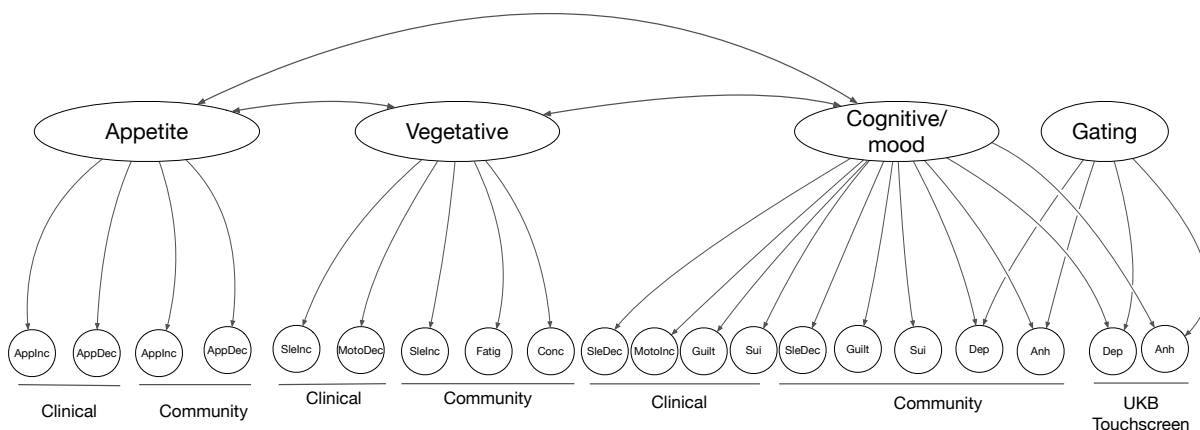 Appetite
Vegetative
Cognitive/
mood
Gating
AppInc
AppDec
AppInc
AppDec
SleInc
MotoDec
SleInc
Fatig
Conc
SleDec
MotoInc
Guilt
Sui
SleDec
Guilt
Sui
Dep
Anh
Dep
Anh
Clinical
Community
Clinical
Community
Clinical
Community
UKB
Touchscreen